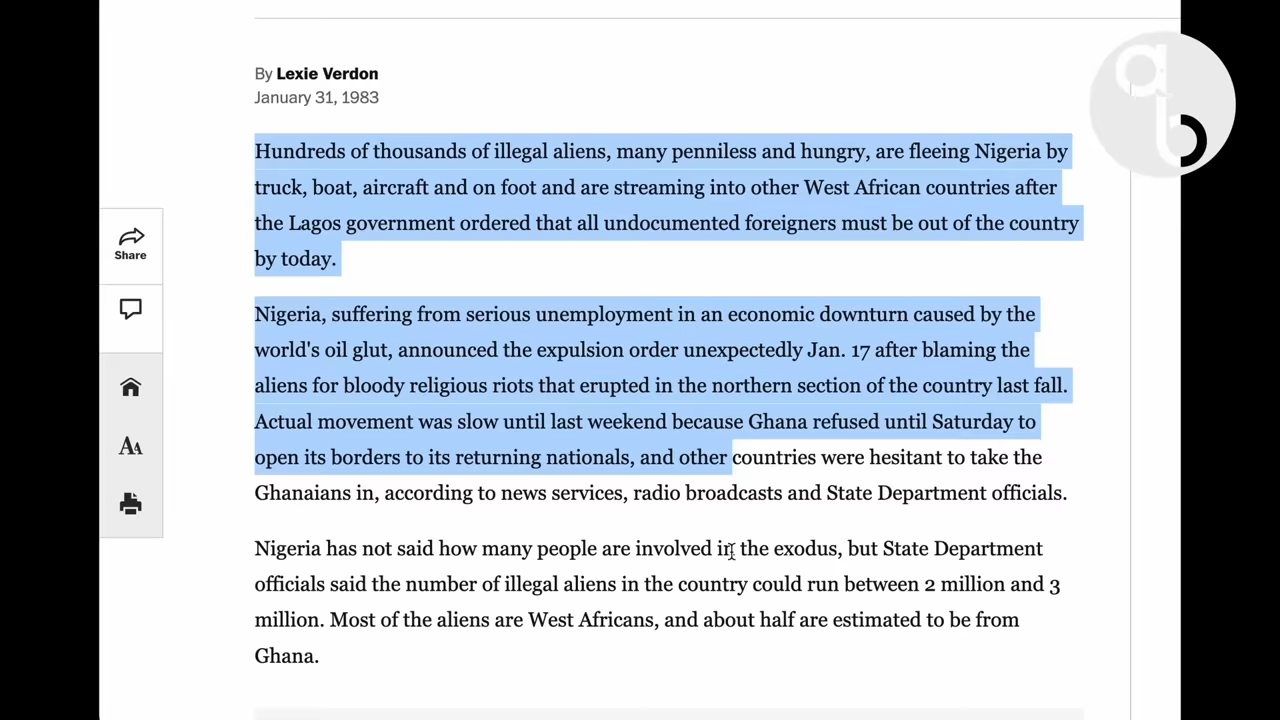 By Lexie Verdon
January 31, 1983
Hundreds of thousands of illegal aliens, many penniless and hungry, are fleeing Nigeria by
truck, boat, aircraft and on foot and are streaming into other West African countries after
the Lagos government ordered that all undocumented foreigners must be out of the country
by today.
Share
Nigeria, suffering from serious unemployment in an economic downturn caused by the
world's oil glut, announced the expulsion order unexpectedly Jan. 17 after blaming the
aliens for bloody religious riots that erupted in the northern section of the country last fall.
Actual movement was slow until last weekend because Ghana refused until Saturday to
open its borders to its returning nationals, and other countries were hesitant to take the
Ghanaians in, according to news services, radio broadcasts and State Department officials.
AA
Nigeria has not said how many people are involved in the exodus, but State Department
officials said the number of illegal aliens in the country could run between 2 million and 3
million. Most of the aliens are West Africans, and about half are estimated to be from
Ghana.